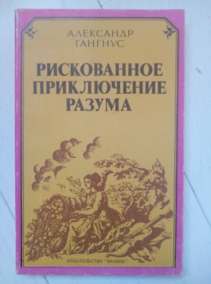 АЛЕКСАНДР
ГАНГНУС
РИСКОВАННОЕ
ПРИКЛЮЧЕНИЕ
РАЗУМА
ИЗДАТЕЛЬСТВО "ЗНАНИЕ"